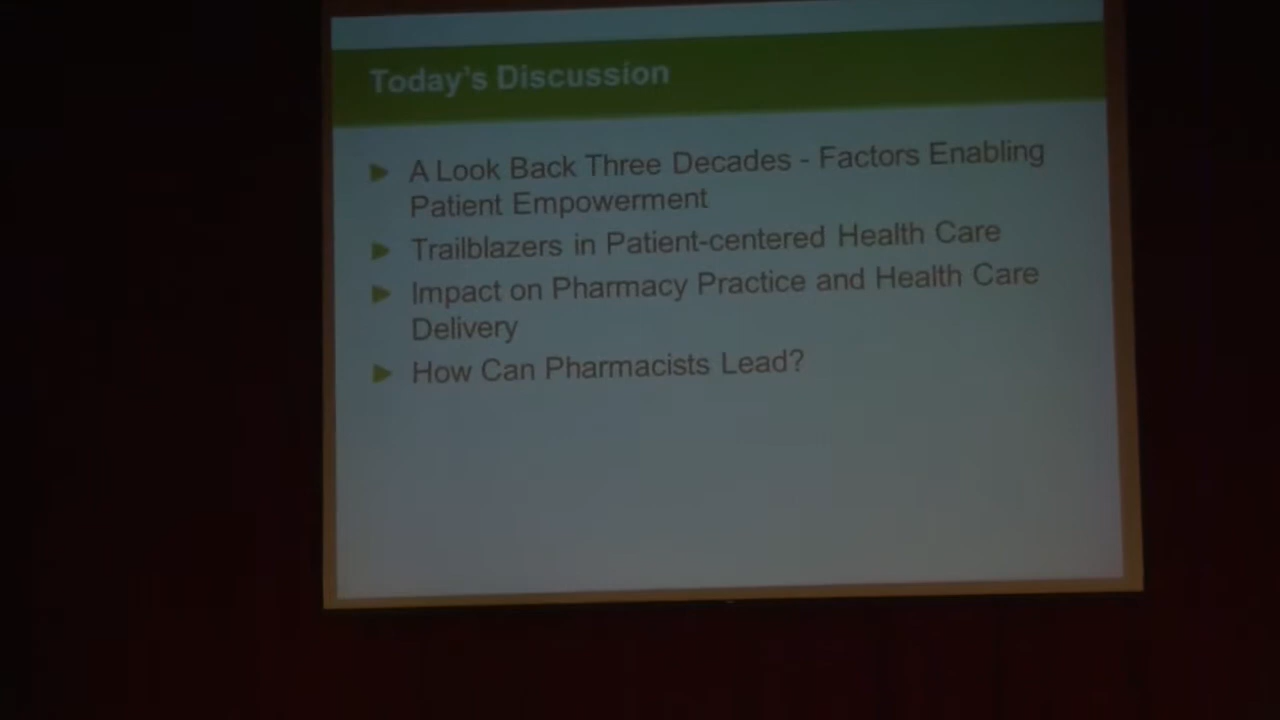 Today's Discussion
A Look Back Three Decades - Factors Enabling
Patient Empowerment
Trailblazers in Patient-centered Health Care
Impact on Pharmacy Practice and Health Care
Delivery
How Can Pharmacists Lead?